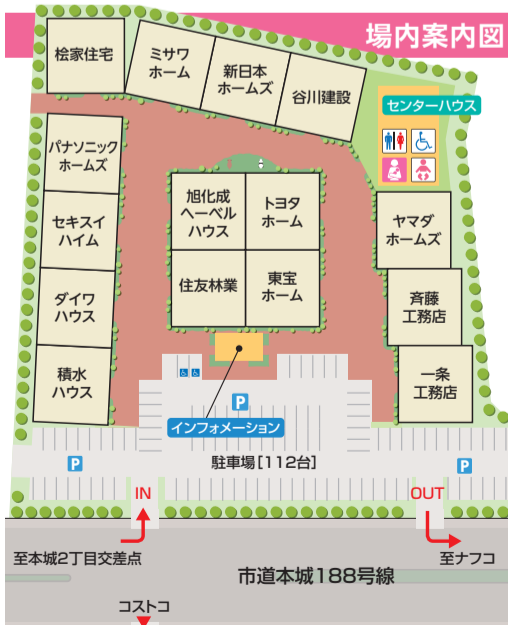 場内案内図
桧家住宅
ミサワ
ホーム
新日本
ホームズ
谷川建設
センターハウス
パナソニック
ホームズ
セキスイ
ハイム
ダイワ
ハウス
積水
ハウス
旭化成
ヘーベル
ハウス
トヨタ
ホーム
住友林業
東宝
ホーム
ヤマダ
ホームズ
斉藤
工務店
一条
工務店
P
インフォメーション
P
駐車場[112台]
P
IN
OUT
至本城2丁目交差点
至ナフコ
市道本城188号線
コストコ